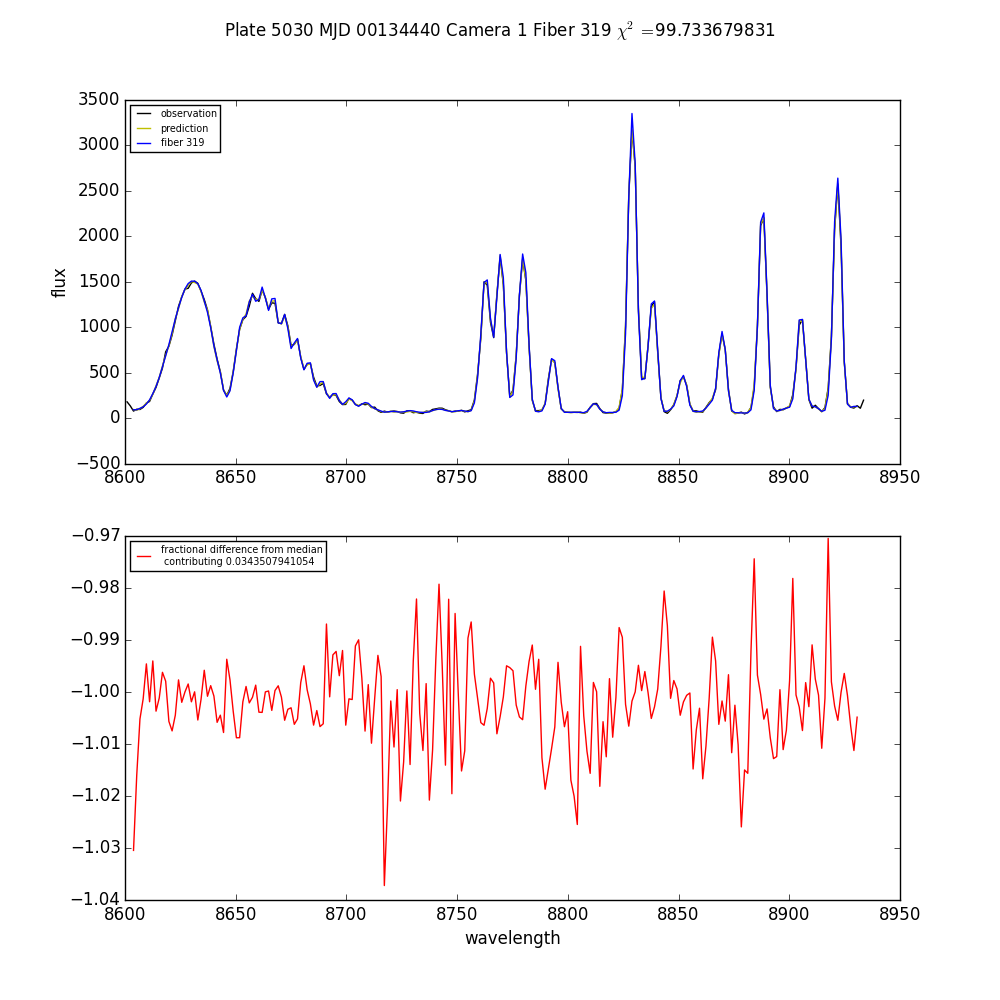 Plate 5030 MJD 00134440 Camera 1 Fiber 319 χ² =99.733679831
3500
3000
2500
2000
1500
1000
500
0
−500
observation
prediction
fiber 319
flux
8600 8650 8700 8750 8800 8850 8900 8950
−0.97
−0.98
−0.99
−1.00
−1.01
−1.02
−1.03
−1.04
fractional difference from median
contributing 0.0343507941054
8600 8650 8700 8750 8800 8850 8900 8950
wavelength